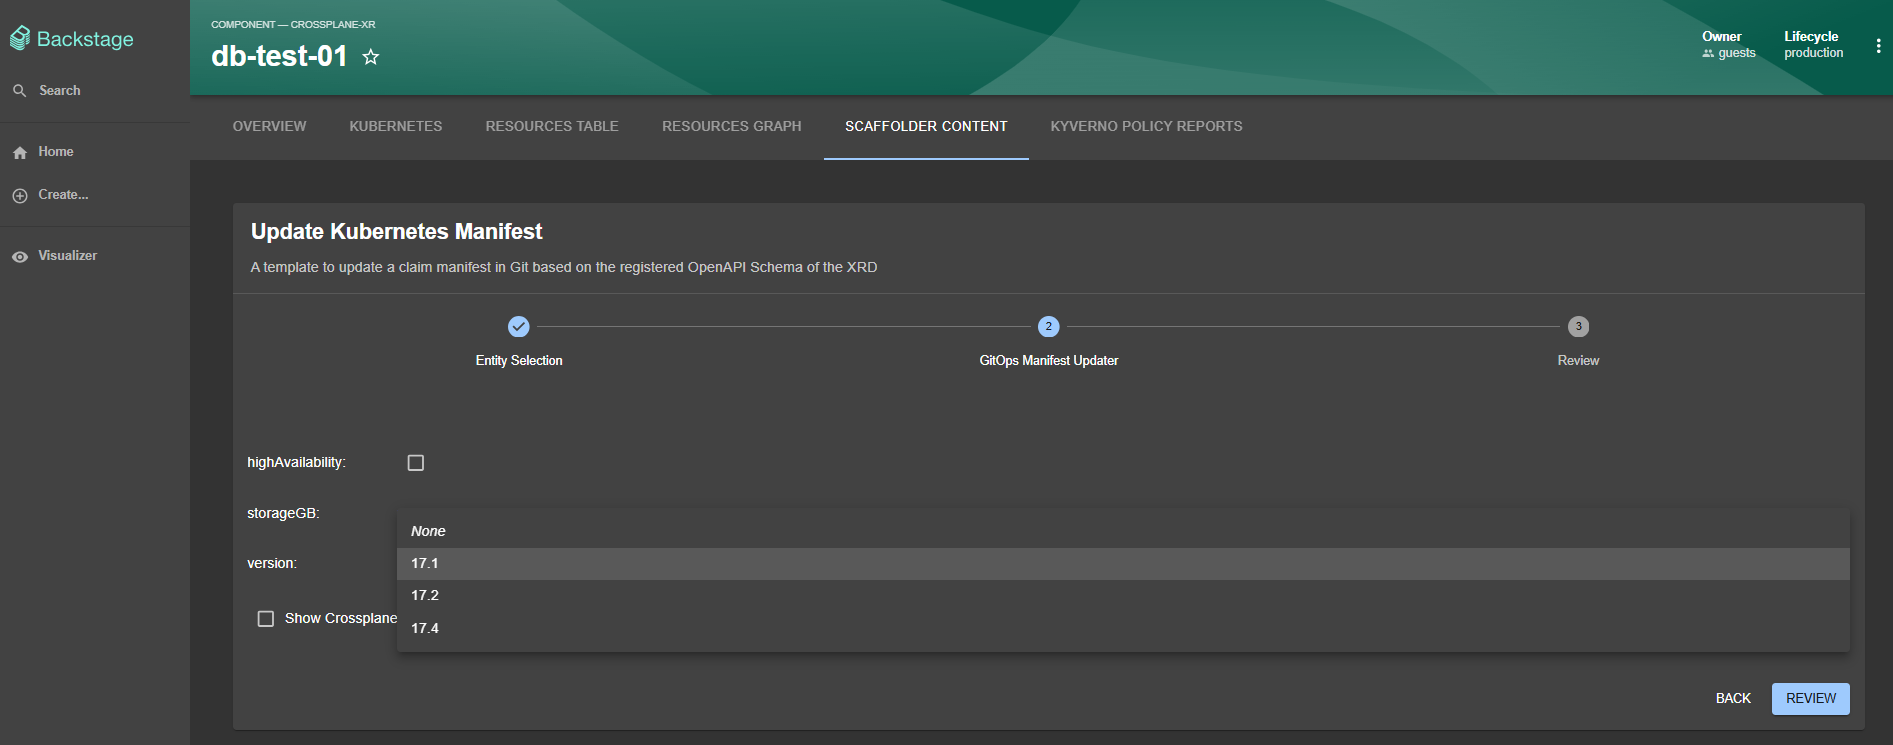 Backstage
Search
Home
Create...
Visualizer
COMPONENT — CROSSPLANE-XR
db-test-01
Owner
guests
Lifecycle
production
OVERVIEW
KUBERNETES
RESOURCES TABLE
RESOURCES GRAPH
SCAFFOLDER CONTENT
KYVERNO POLICY REPORTS
Update Kubernetes Manifest
A template to update a claim manifest in Git based on the registered OpenAPI Schema of the XRD
Entity Selection
2
GitOps Manifest Updater
3
Review
highAvailability:
storageGB:
None
version:
17.1
17.2
Show Crossplane
17.4
BACK
REVIEW